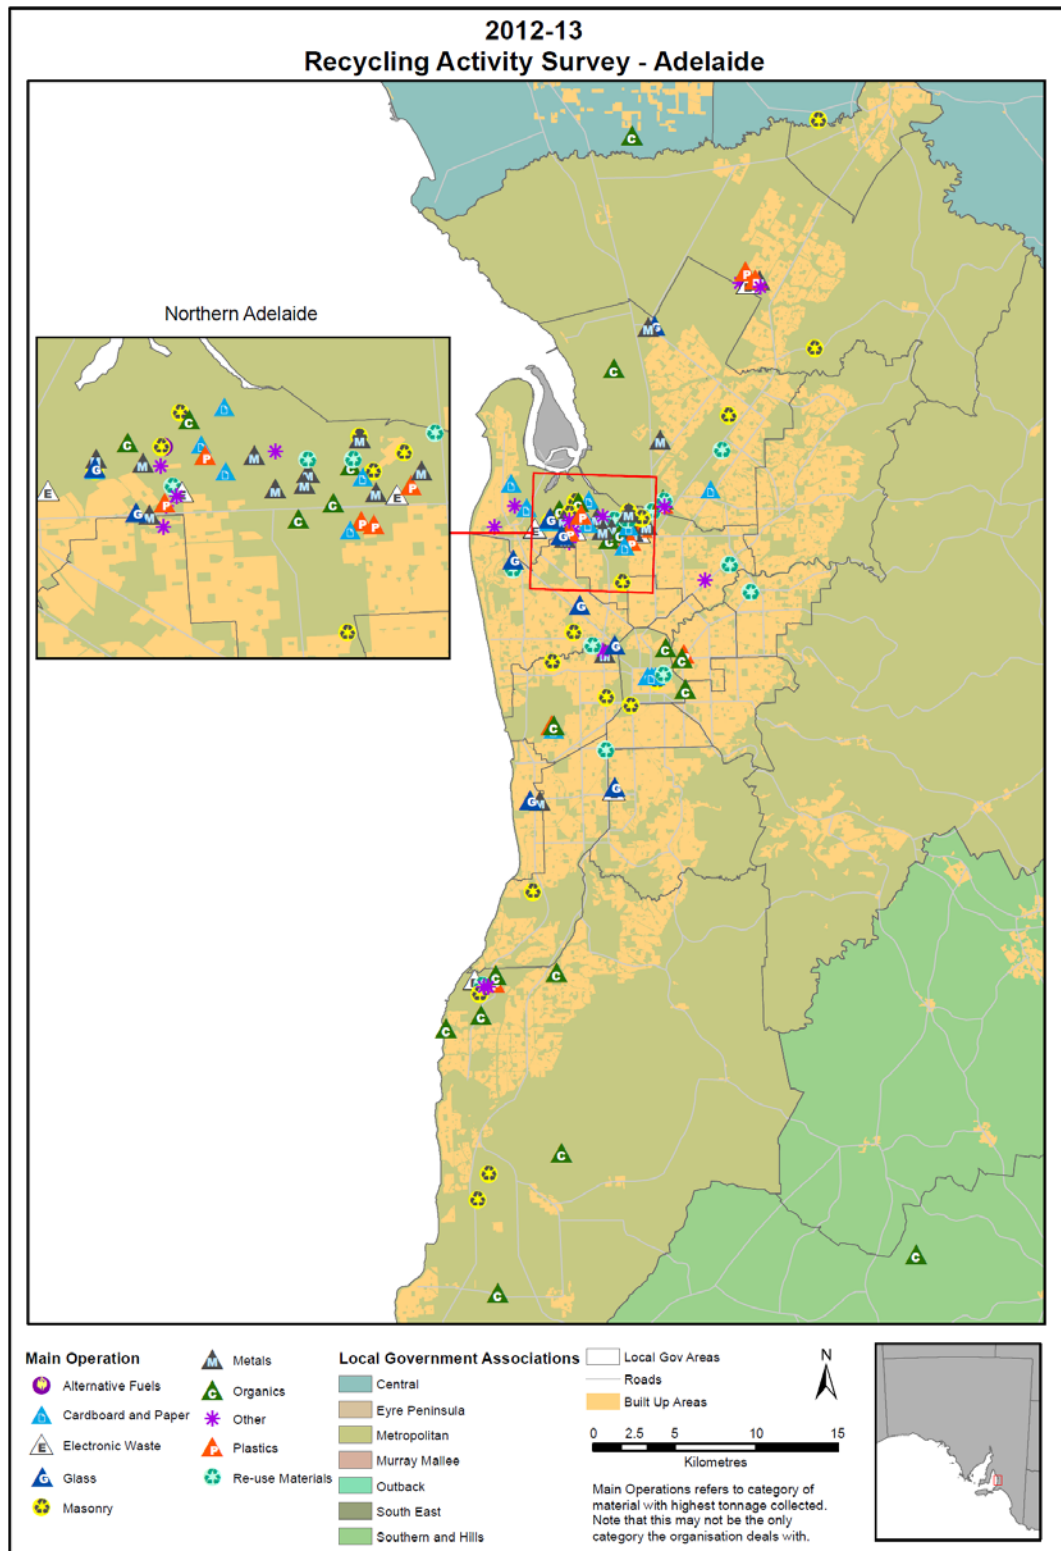 2012-13
Recycling Activity Survey - Adelaide
Northern Adelaide
Main Operation
Alternative Fuels
Cardboard and Paper
Electronic Waste
Glass
Masonry
Metals
Organics
Other
Plastics
Re-use Materials
Local Government Associations
Central
Eyre Peninsula
Metropolitan
Murray Mallee
Outback
South East
Southern and Hills
Local Gov Areas
Roads
Built Up Areas
N
0 2.5 5 10 15
Kilometres
Main Operations refers to category of
material with highest tonnage collected.
Note that this may not be the only
category the organisation deals with.